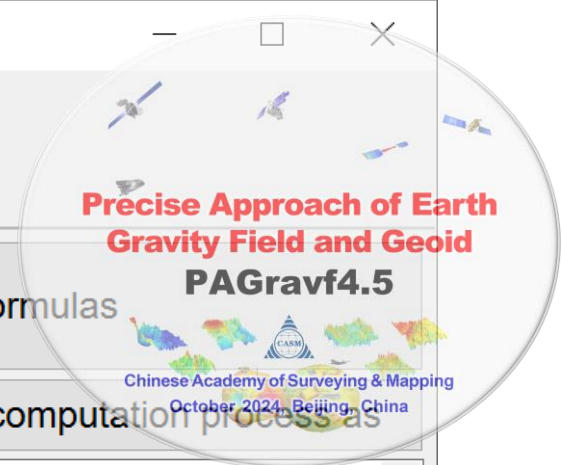 Precise Approach of Earth
Gravity Field and Geoid
PAGravf4.5
ormulas
CASM
Chinese Academy of Surveying & Mapping
October 2024, Beijing, China
computation process as